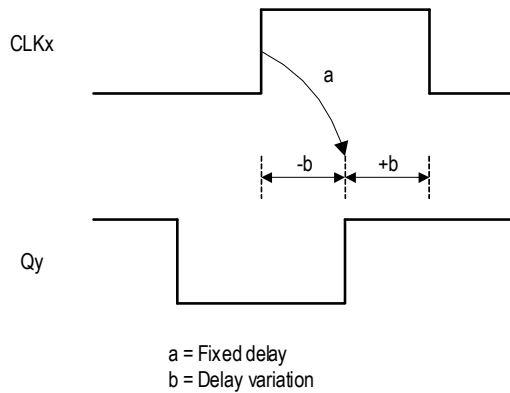 CLKx
a
-b +b
Qy
a = Fixed delay
b = Delay variation